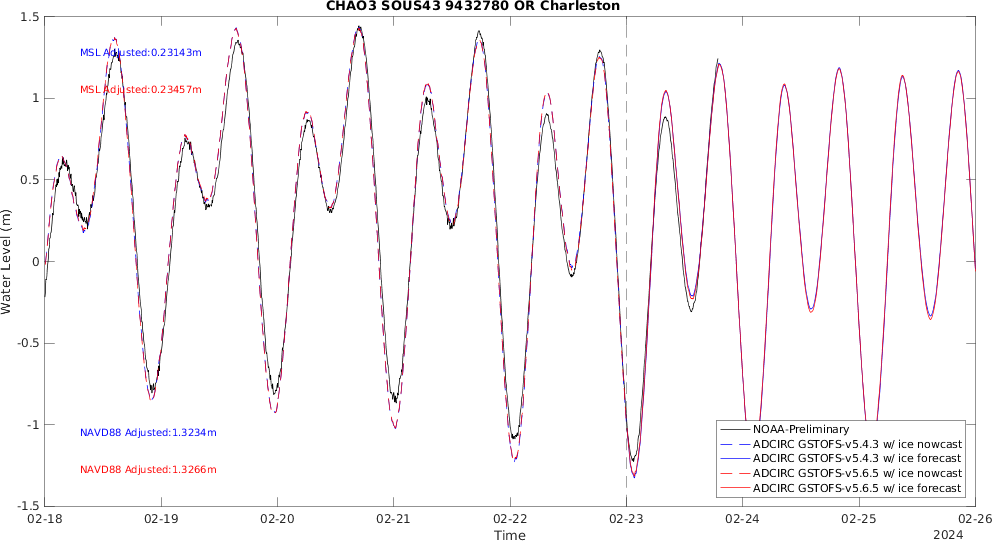 CHAO3 SOUS43 9432780 OR Charleston
1.5
1
0.5
0
-0.5
-1
-1.5
Water Level (m)
MSL Adjusted:0.23143m
MSL Adjusted:0.23457m
NAVD88 Adjusted:1.3234m
NAVD88 Adjusted:1.3266m
NOAA-Preliminary
ADCIRC GSTOFS-v5.4.3 w/ ice nowcast
ADCIRC GSTOFS-v5.4.3 w/ ice forecast
ADCIRC GSTOFS-v5.6.5 w/ ice nowcast
ADCIRC GSTOFS-v5.6.5 w/ ice forecast
02-18 02-19 02-20 02-21 02-22 02-23 02-24 02-25 02-26
Time
2024